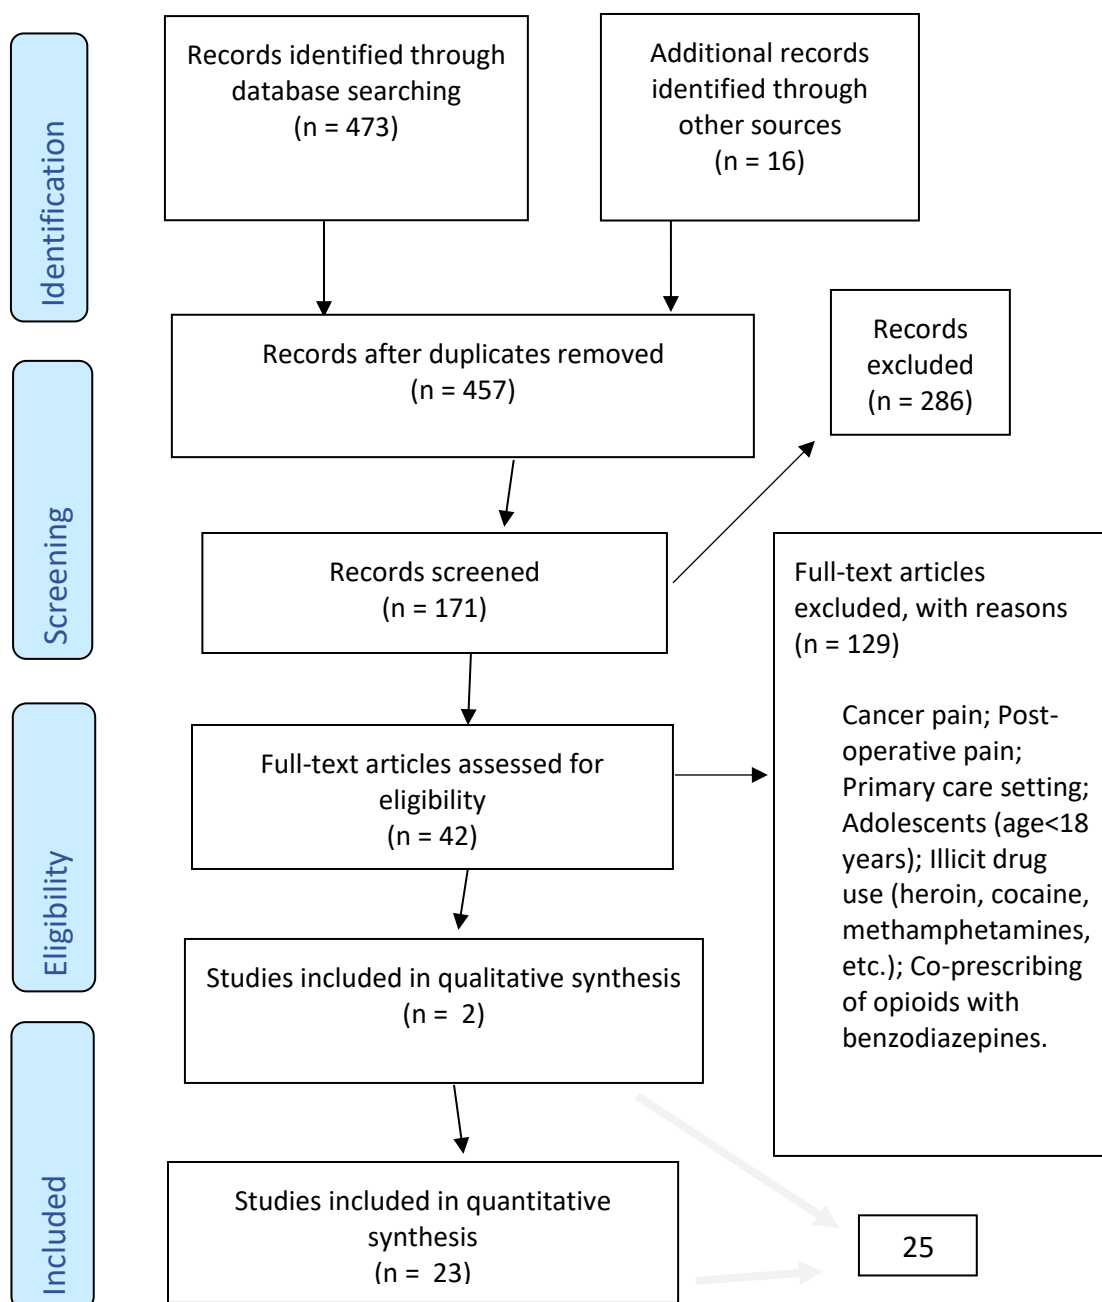 Identification
Records identified through
database searching
(n = 473)
Additional records
identified through
other sources
(n = 16)
Records after duplicates removed
(n = 457)
Records
excluded
(n = 286)
Screening
Records screened
(n = 171)
Full-text articles
excluded, with reasons
(n = 129)
Cancer pain; Post-
operative pain;
Primary care setting;
Adolescents (age<18
years); Illicit drug
use (heroin, cocaine,
methamphetamines,
etc.); Co-prescribing
of opioids with
benzodiazepines.
Eligibility
Full-text articles assessed for
eligibility
(n = 42)
Studies included in qualitative synthesis
(n = 2)
Included
Studies included in quantitative
synthesis
(n = 23)
25